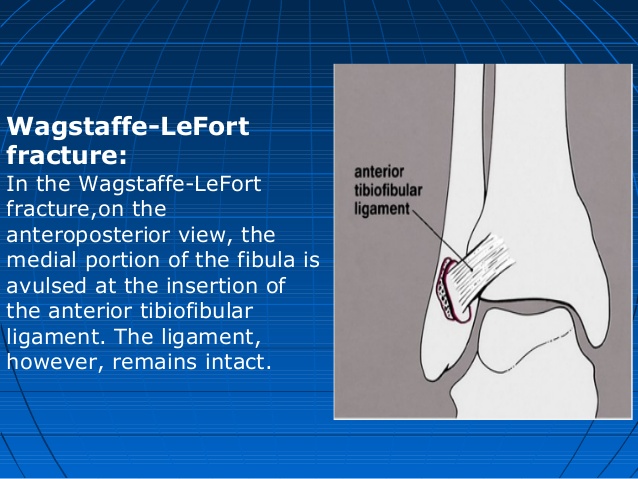 Wagstaffe-LeFort
fracture:
In the Wagstaffe-LeFort
fracture,on the
anteroposterior view, the
medial portion of the fibula is
avulsed at the insertion of
the anterior tibiofibular
ligament. The ligament,
however, remains intact.
anterior
tibiofibular
ligament